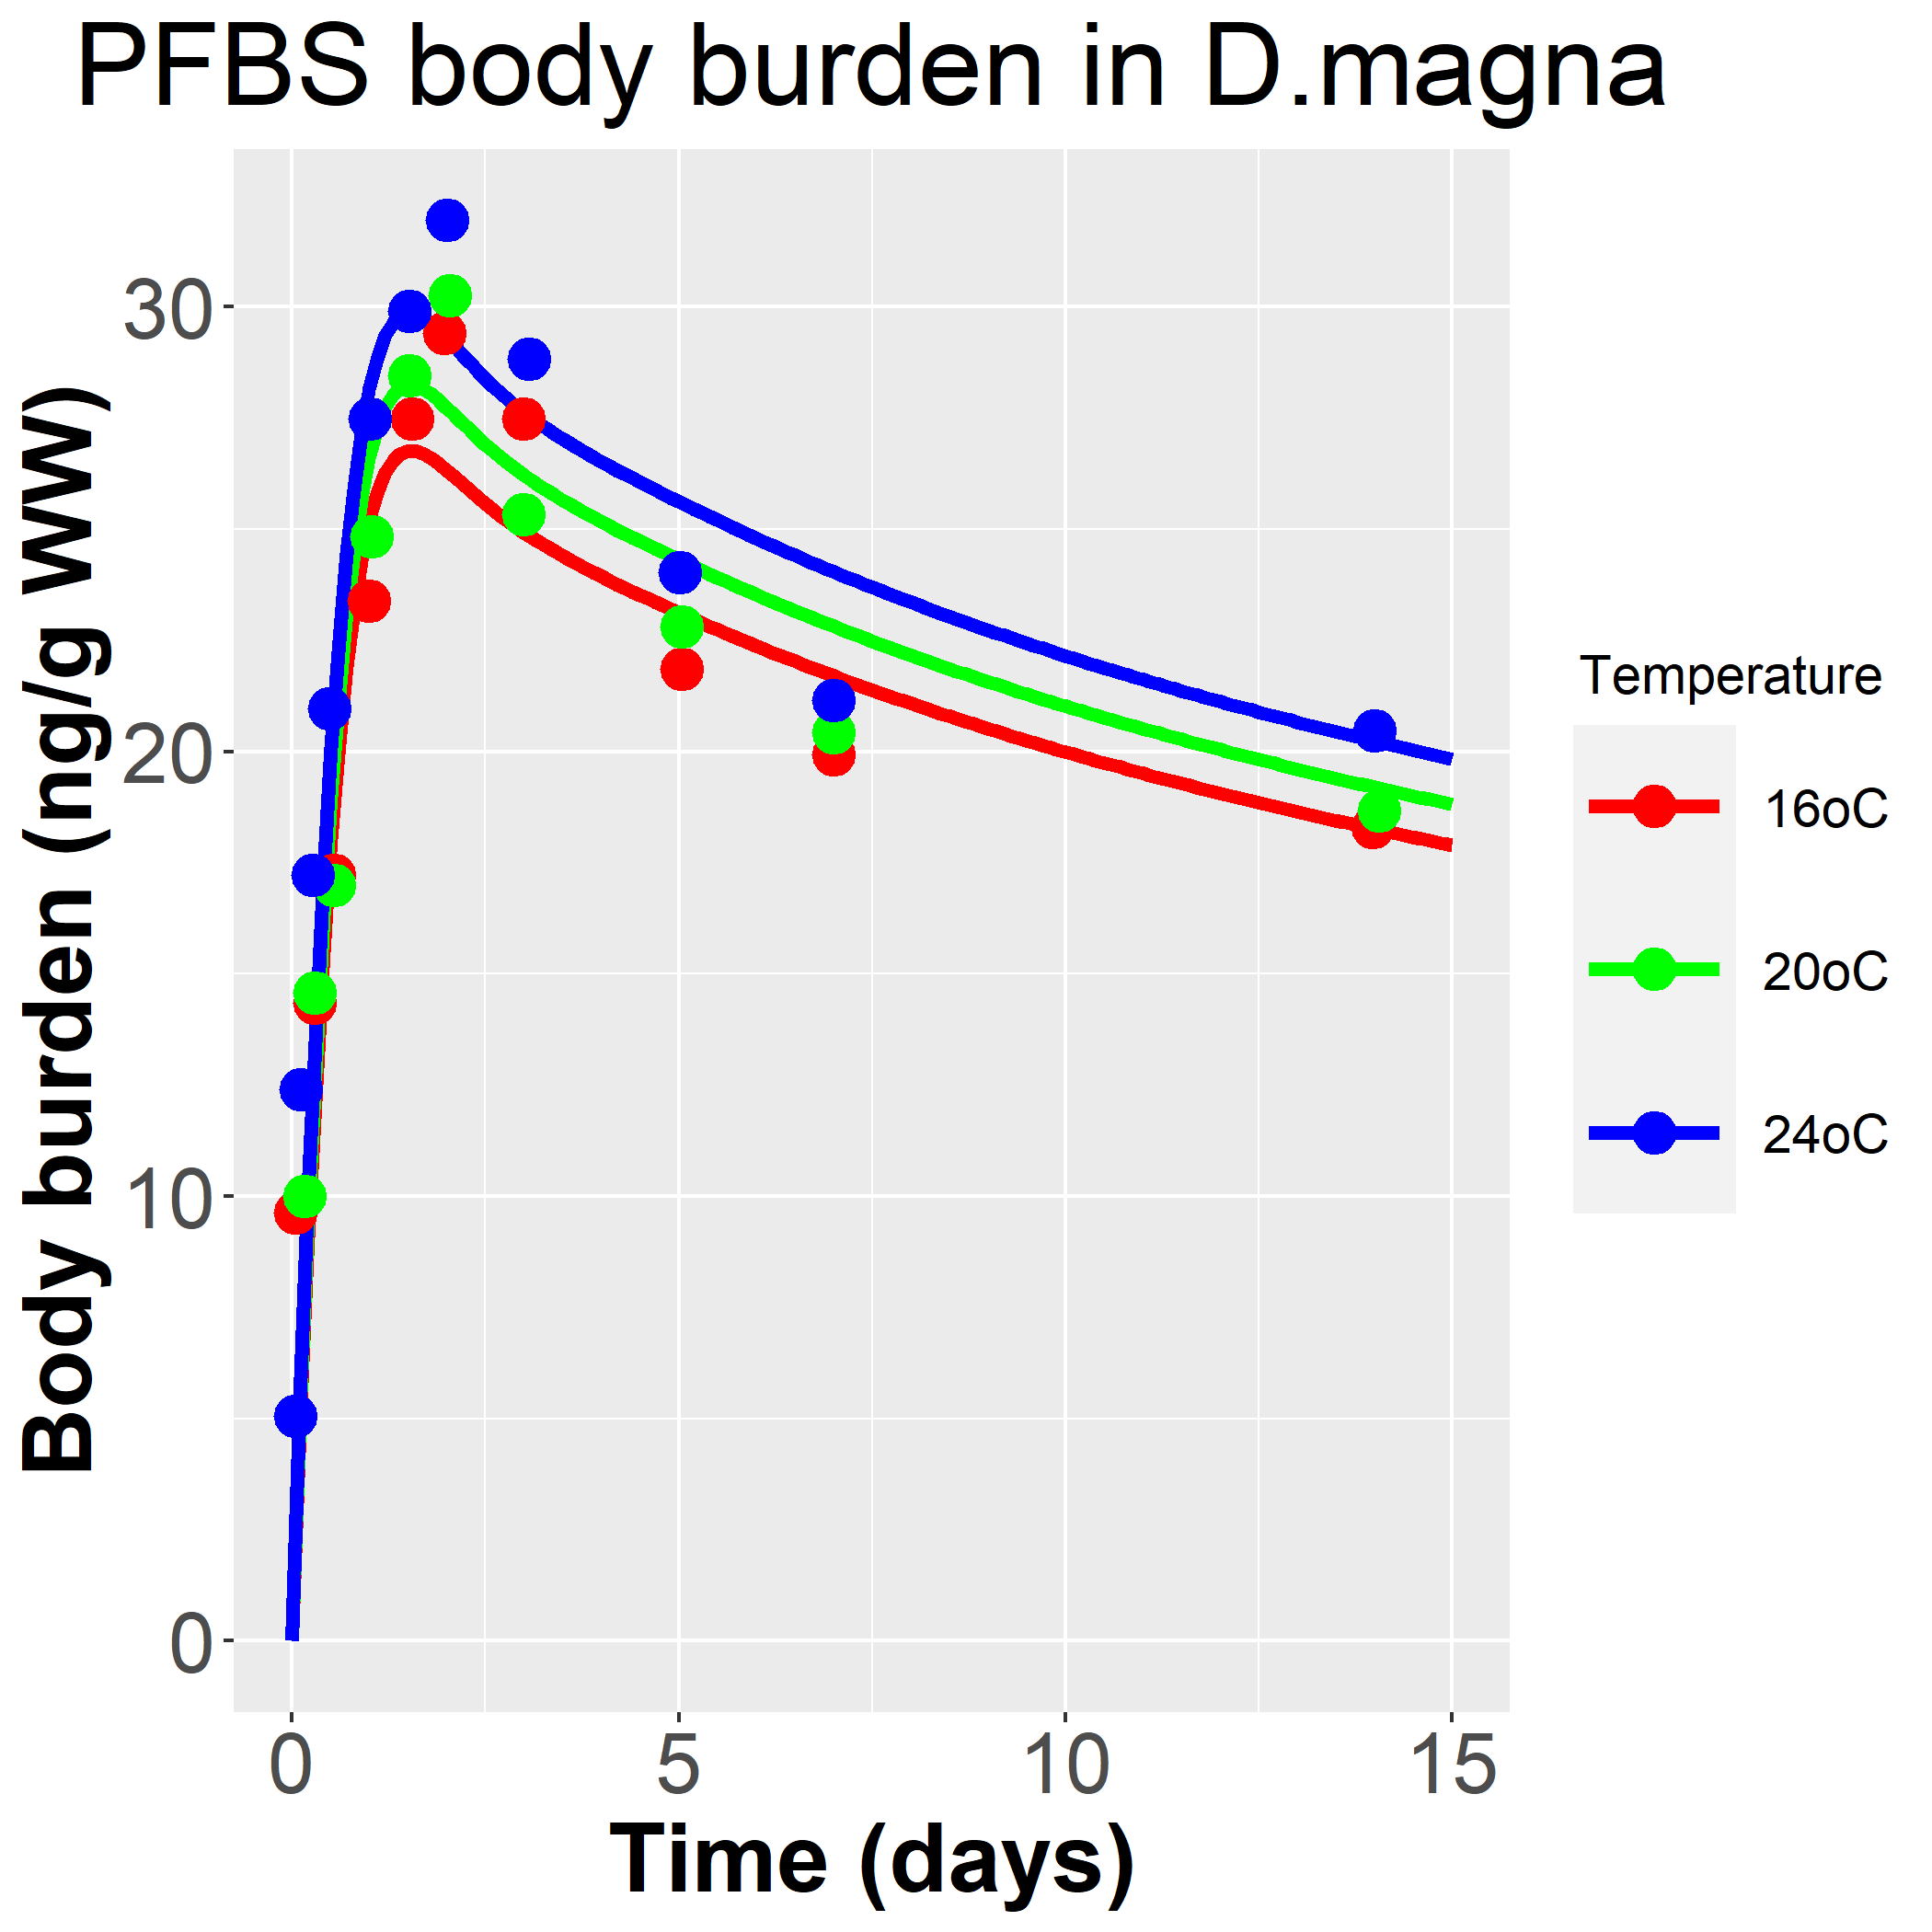 PFBS body burden in D.magna
Body burden (ng/g WW)
30
20
10
0
0 5 10 15
Time (days)
Temperature
16oC
20oC
24oC